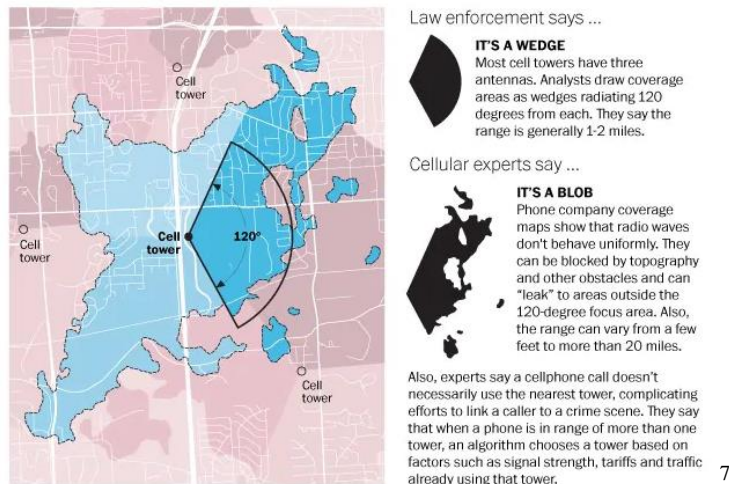 Cell
tower
Cell
tower
Cell
tower
120°
Cell
tower
Law enforcement says ...
IT'S A WEDGE
Most cell towers have three
antennas. Analysts draw coverage
areas as wedges radiating 120
degrees from each. They say the
range is generally 1-2 miles.
Cellular experts say ...
IT'S A BLOB
Phone company coverage
maps show that radio waves
don't behave uniformly. They
can be blocked by topography
and other obstacles and can
"leak" to areas outside the
120-degree focus area. Also,
the range can vary from a few
feet to more than 20 miles.
Also, experts say a cellphone call doesn't
necessarily use the nearest tower, complicating
efforts to link a caller to a crime scene. They say
that when a phone is in range of more than one
tower, an algorithm chooses a tower based on
factors such as signal strength, tariffs and traffic
already using that tower.
7